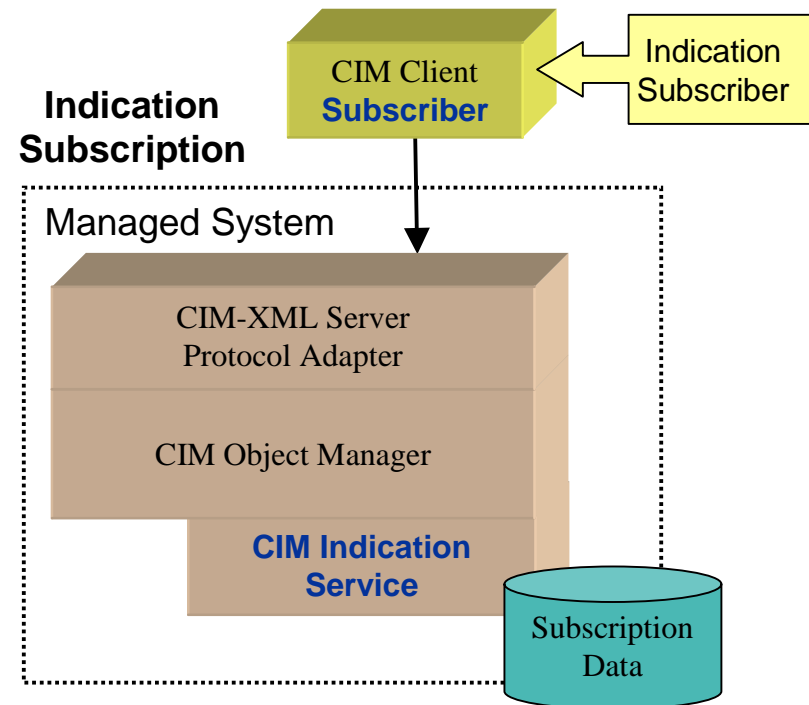 CIM Client
Subscriber
Indication
Subscriber
Indication
Subscription
Managed System
CIM-XML Server
Protocol Adapter
CIM Object Manager
CIM Indication
Service
Subscription
Data